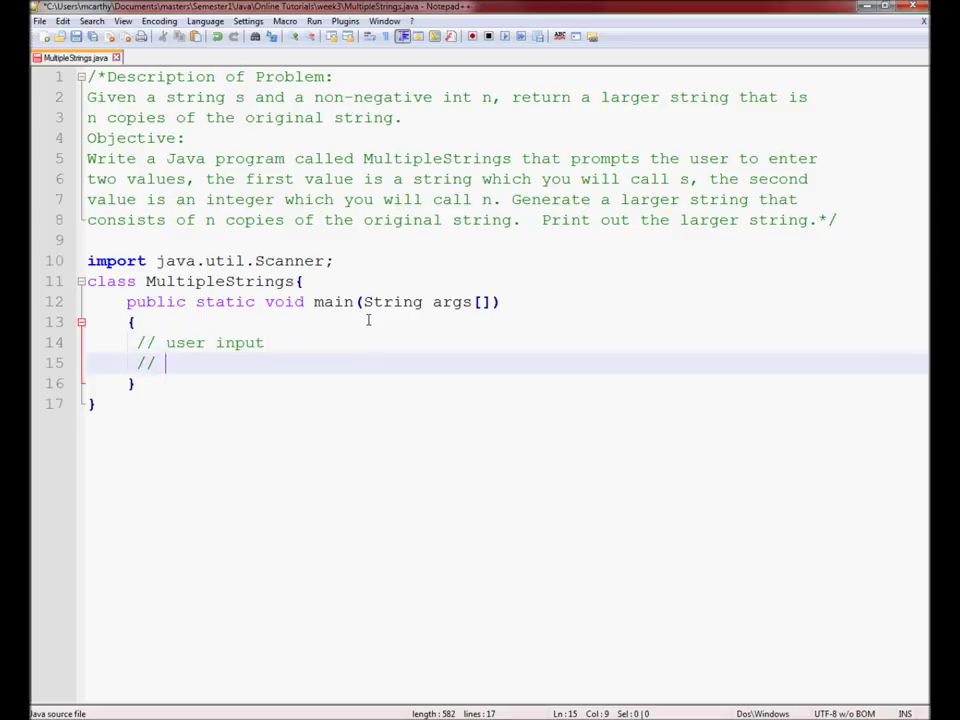 *C:\Users\mcarthy\Documents\masters\Semester1\Java\Online Tutorials\week3\MultipleStrings.java - Notepad++
File Edit Search View Encoding Language Settings Macro Run Plugins Window ? X
MultipleStrings.java
1 /*Description of Problem:
2 Given a string s and a non-negative int n, return a larger string that is
3 n copies of the original string.
4 Objective:
5 Write a Java program called MultipleStrings that prompts the user to enter
6 two values, the first value is a string which you will call s, the second
7 value is an integer which you will call n. Generate a larger string that
8 consists of n copies of the original string.  Print out the larger string.*/
9
10 import java.util.Scanner;
11 class MultipleStrings{
12 public static void main(String args[])
13 {
14 // user input
15 //
16 }
17 }
Java source file length : 582 lines : 17 Ln : 15 Col : 9 Sel : 0 | 0 Dos\Windows UTF-8 w/o BOM INS